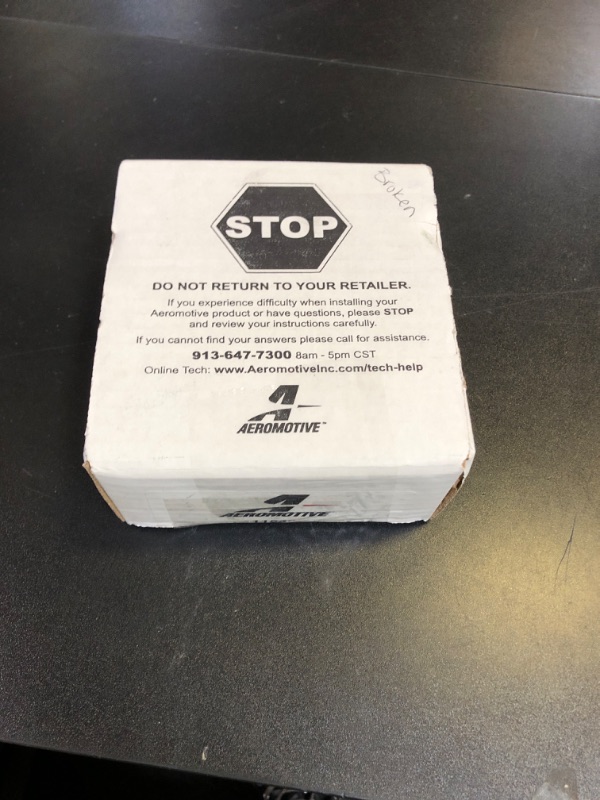 Broken
STOP
DO NOT RETURN TO YOUR RETAILER.
If you experience difficulty when installing your
Aeromotive product or have questions, please STOP
and review your instructions carefully.
If you cannot find your answers please call for assistance.
913-647-7300 8am - 5pm CST
Online Tech: www.AeromotiveInc.com/tech-help
AEROMOTIVE™
AEROMOTIVE